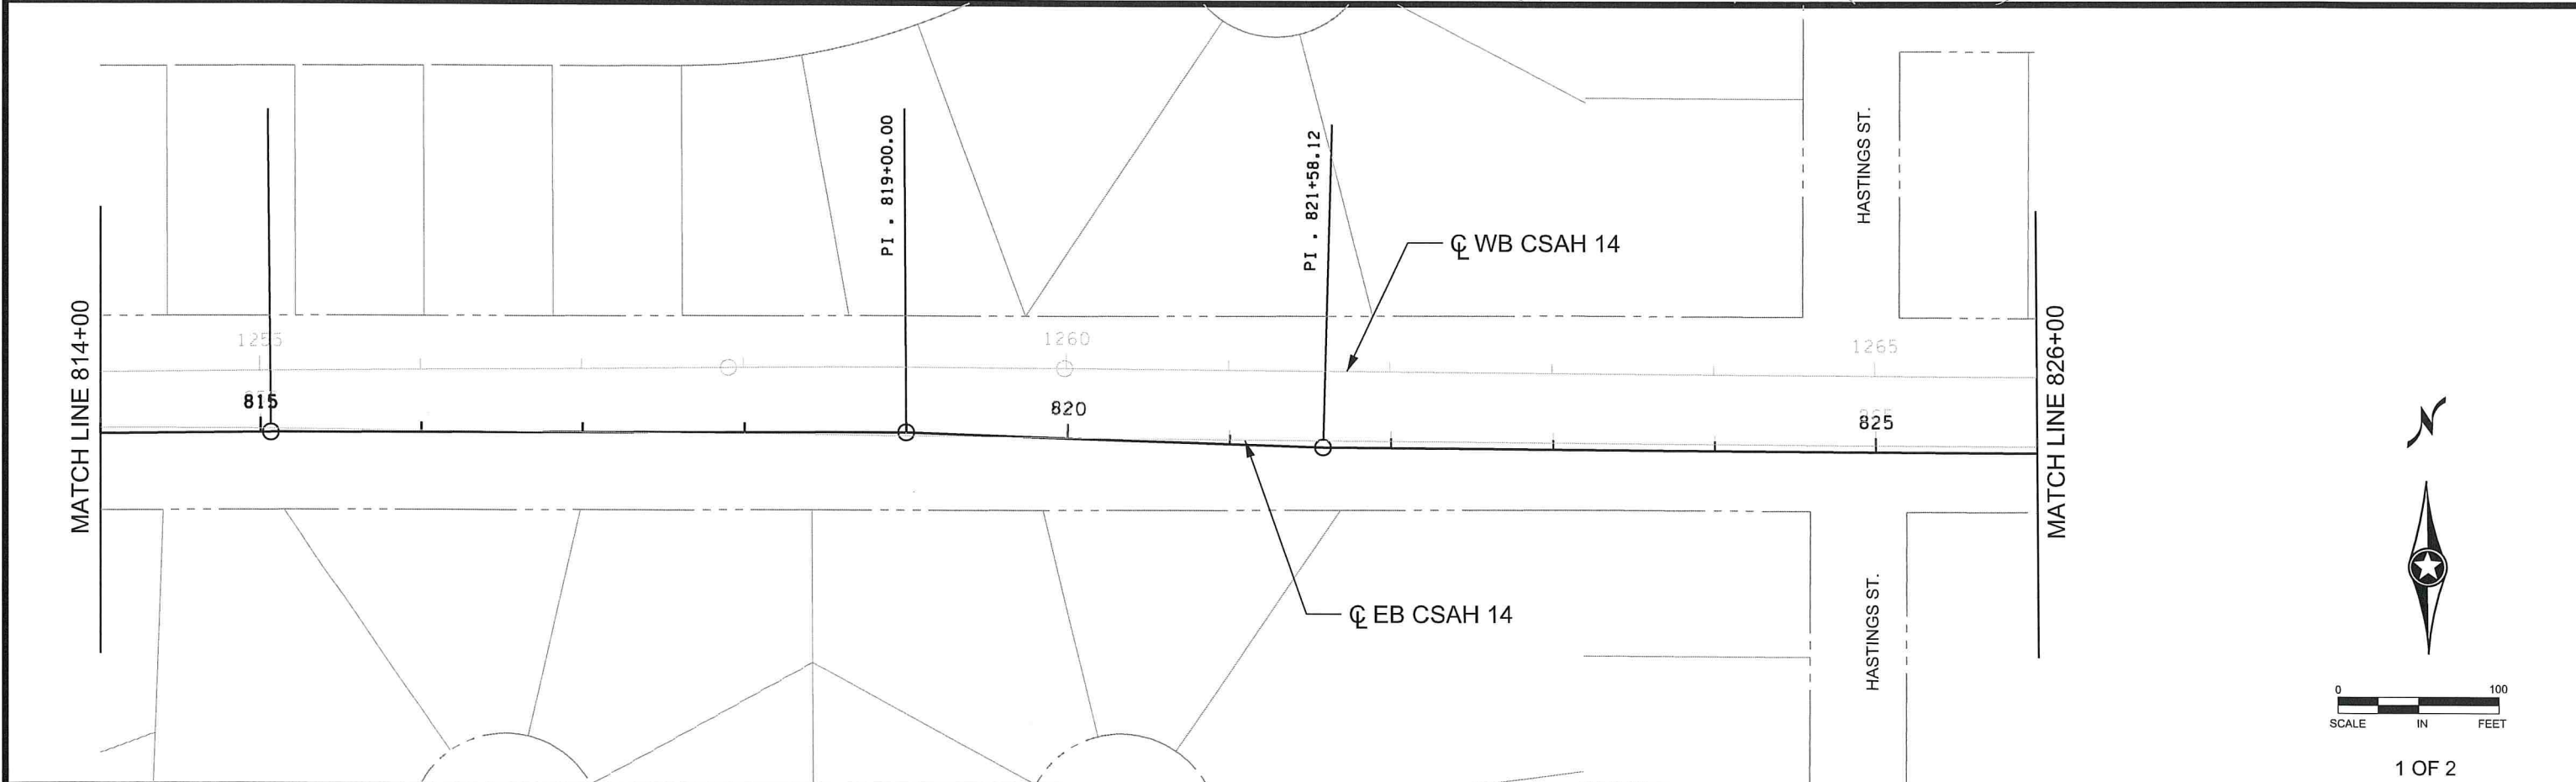 MATCH LINE 814+00
PI . 819+00.00
PI . 821+58.12
℄ WB CSAH 14
HASTINGS ST.
1255
1260
1265
815
820
865
825
MATCH LINE 826+00
℄ EB CSAH 14
HASTINGS ST.
N
0 100
SCALE IN FEET
1 OF 2